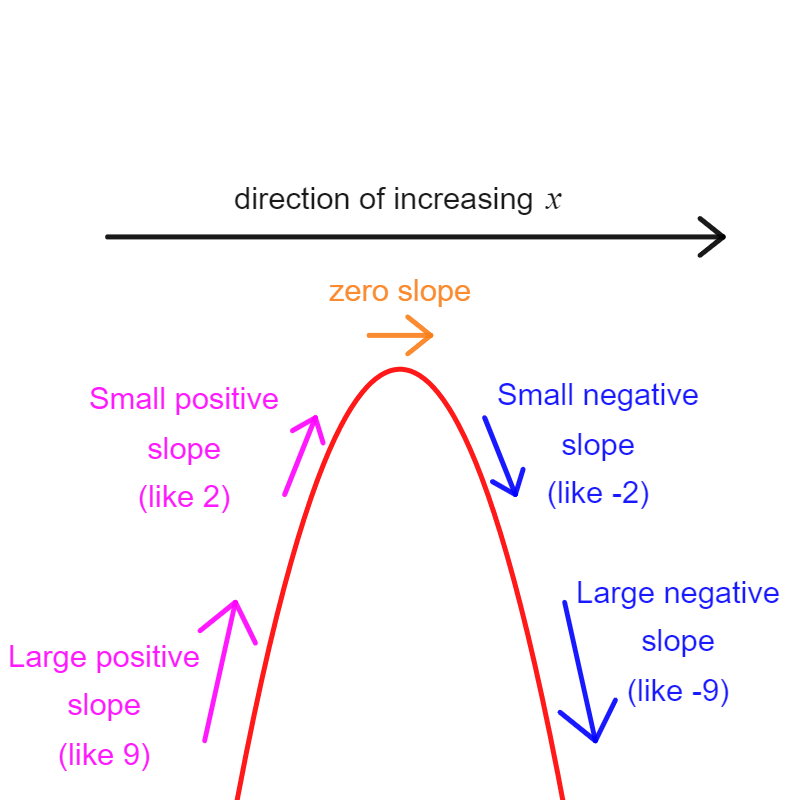 direction of increasing x
zero slope
Small positive
slope
(like 2)
Small negative
slope
(like -2)
Large positive
slope
(like 9)
Large negative
slope
(like -9)